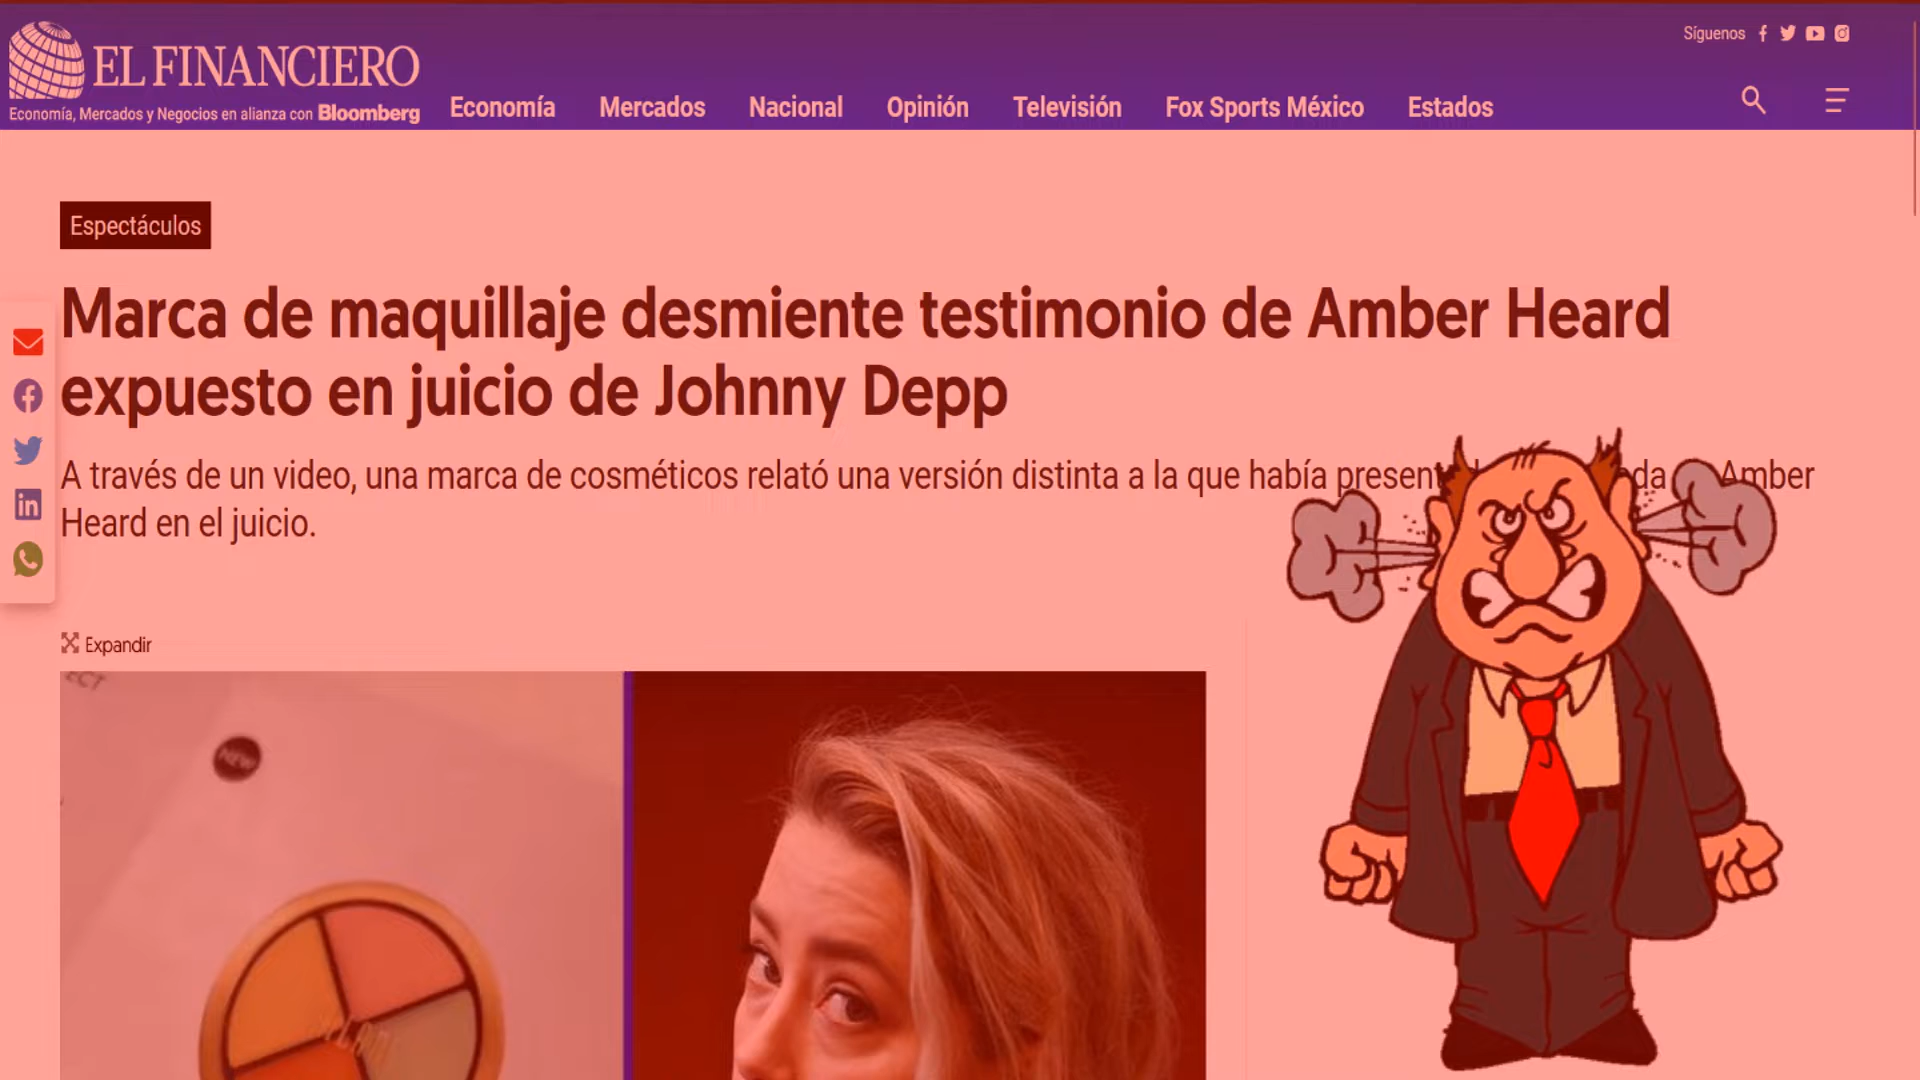 Síguenos
EL FINANCIERO
Economía, Mercados y Negocios en alianza con Bloomberg
Economía Mercados Nacional Opinión Televisión Fox Sports México Estados
Espectáculos
Marca de maquillaje desmiente testimonio de Amber Heard
expuesto en juicio de Johnny Depp
A través de un video, una marca de cosméticos relató una versión distinta a la que había Amber
Heard en el juicio.
Expandir
NEW